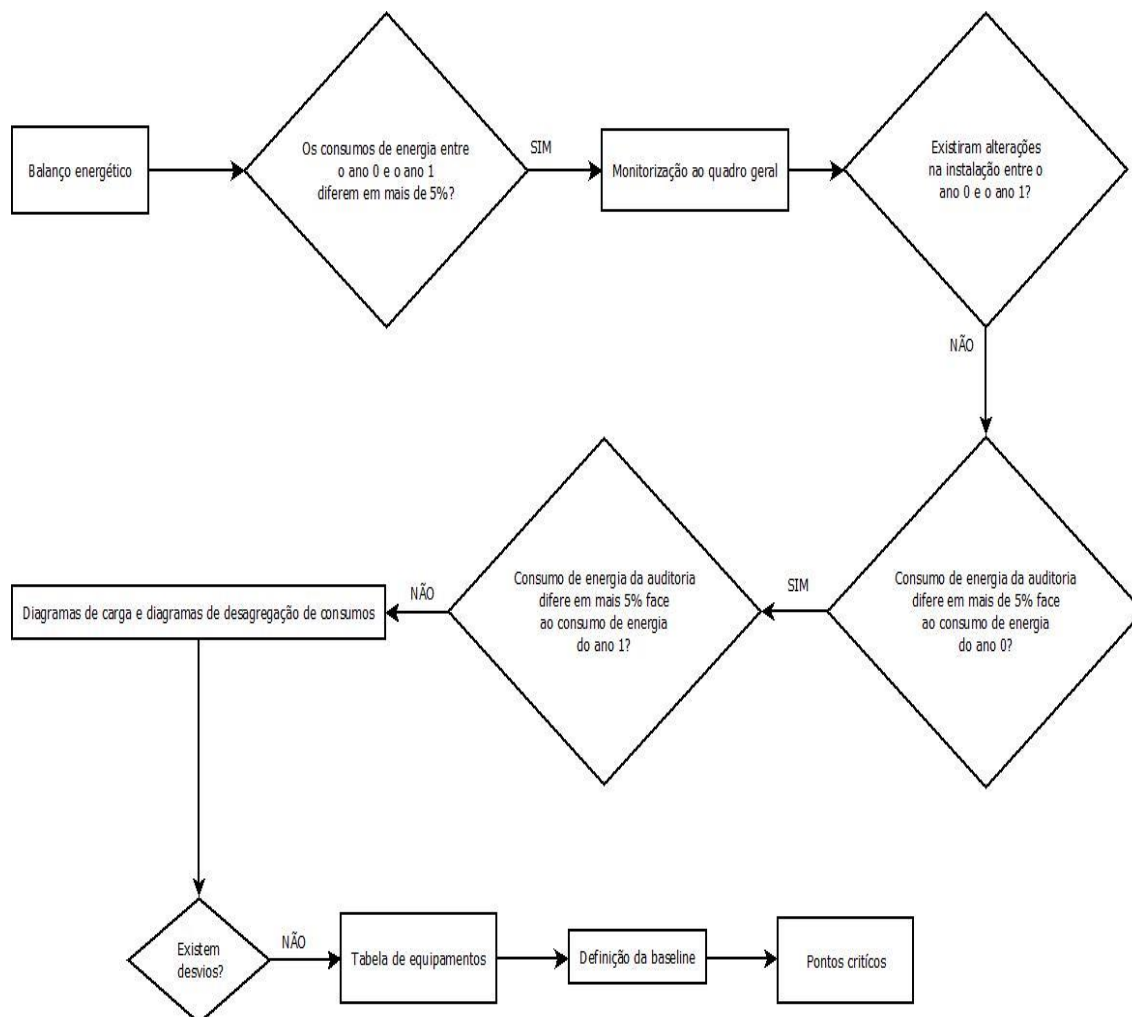 Balanço energético
Os consumos de energia entre
o ano 0 e o ano 1
diferem em mais de 5%?
SIM
Monitorização ao quadro geral
Existiram alterações
na instalação entre o
ano 0 e o ano 1?
NÃO
Consumo de energia da auditoria
difere em mais de 5% face
ao consumo de energia
do ano 0?
SIM
Consumo de energia da auditoria
difere em mais 5% face
ao consumo de energia
do ano 1?
NÃO
Diagramas de carga e diagramas de desagregação de consumos
Existem
desvios?
NÃO
Tabela de equipamentos
Definição da baseline
Pontos critícos